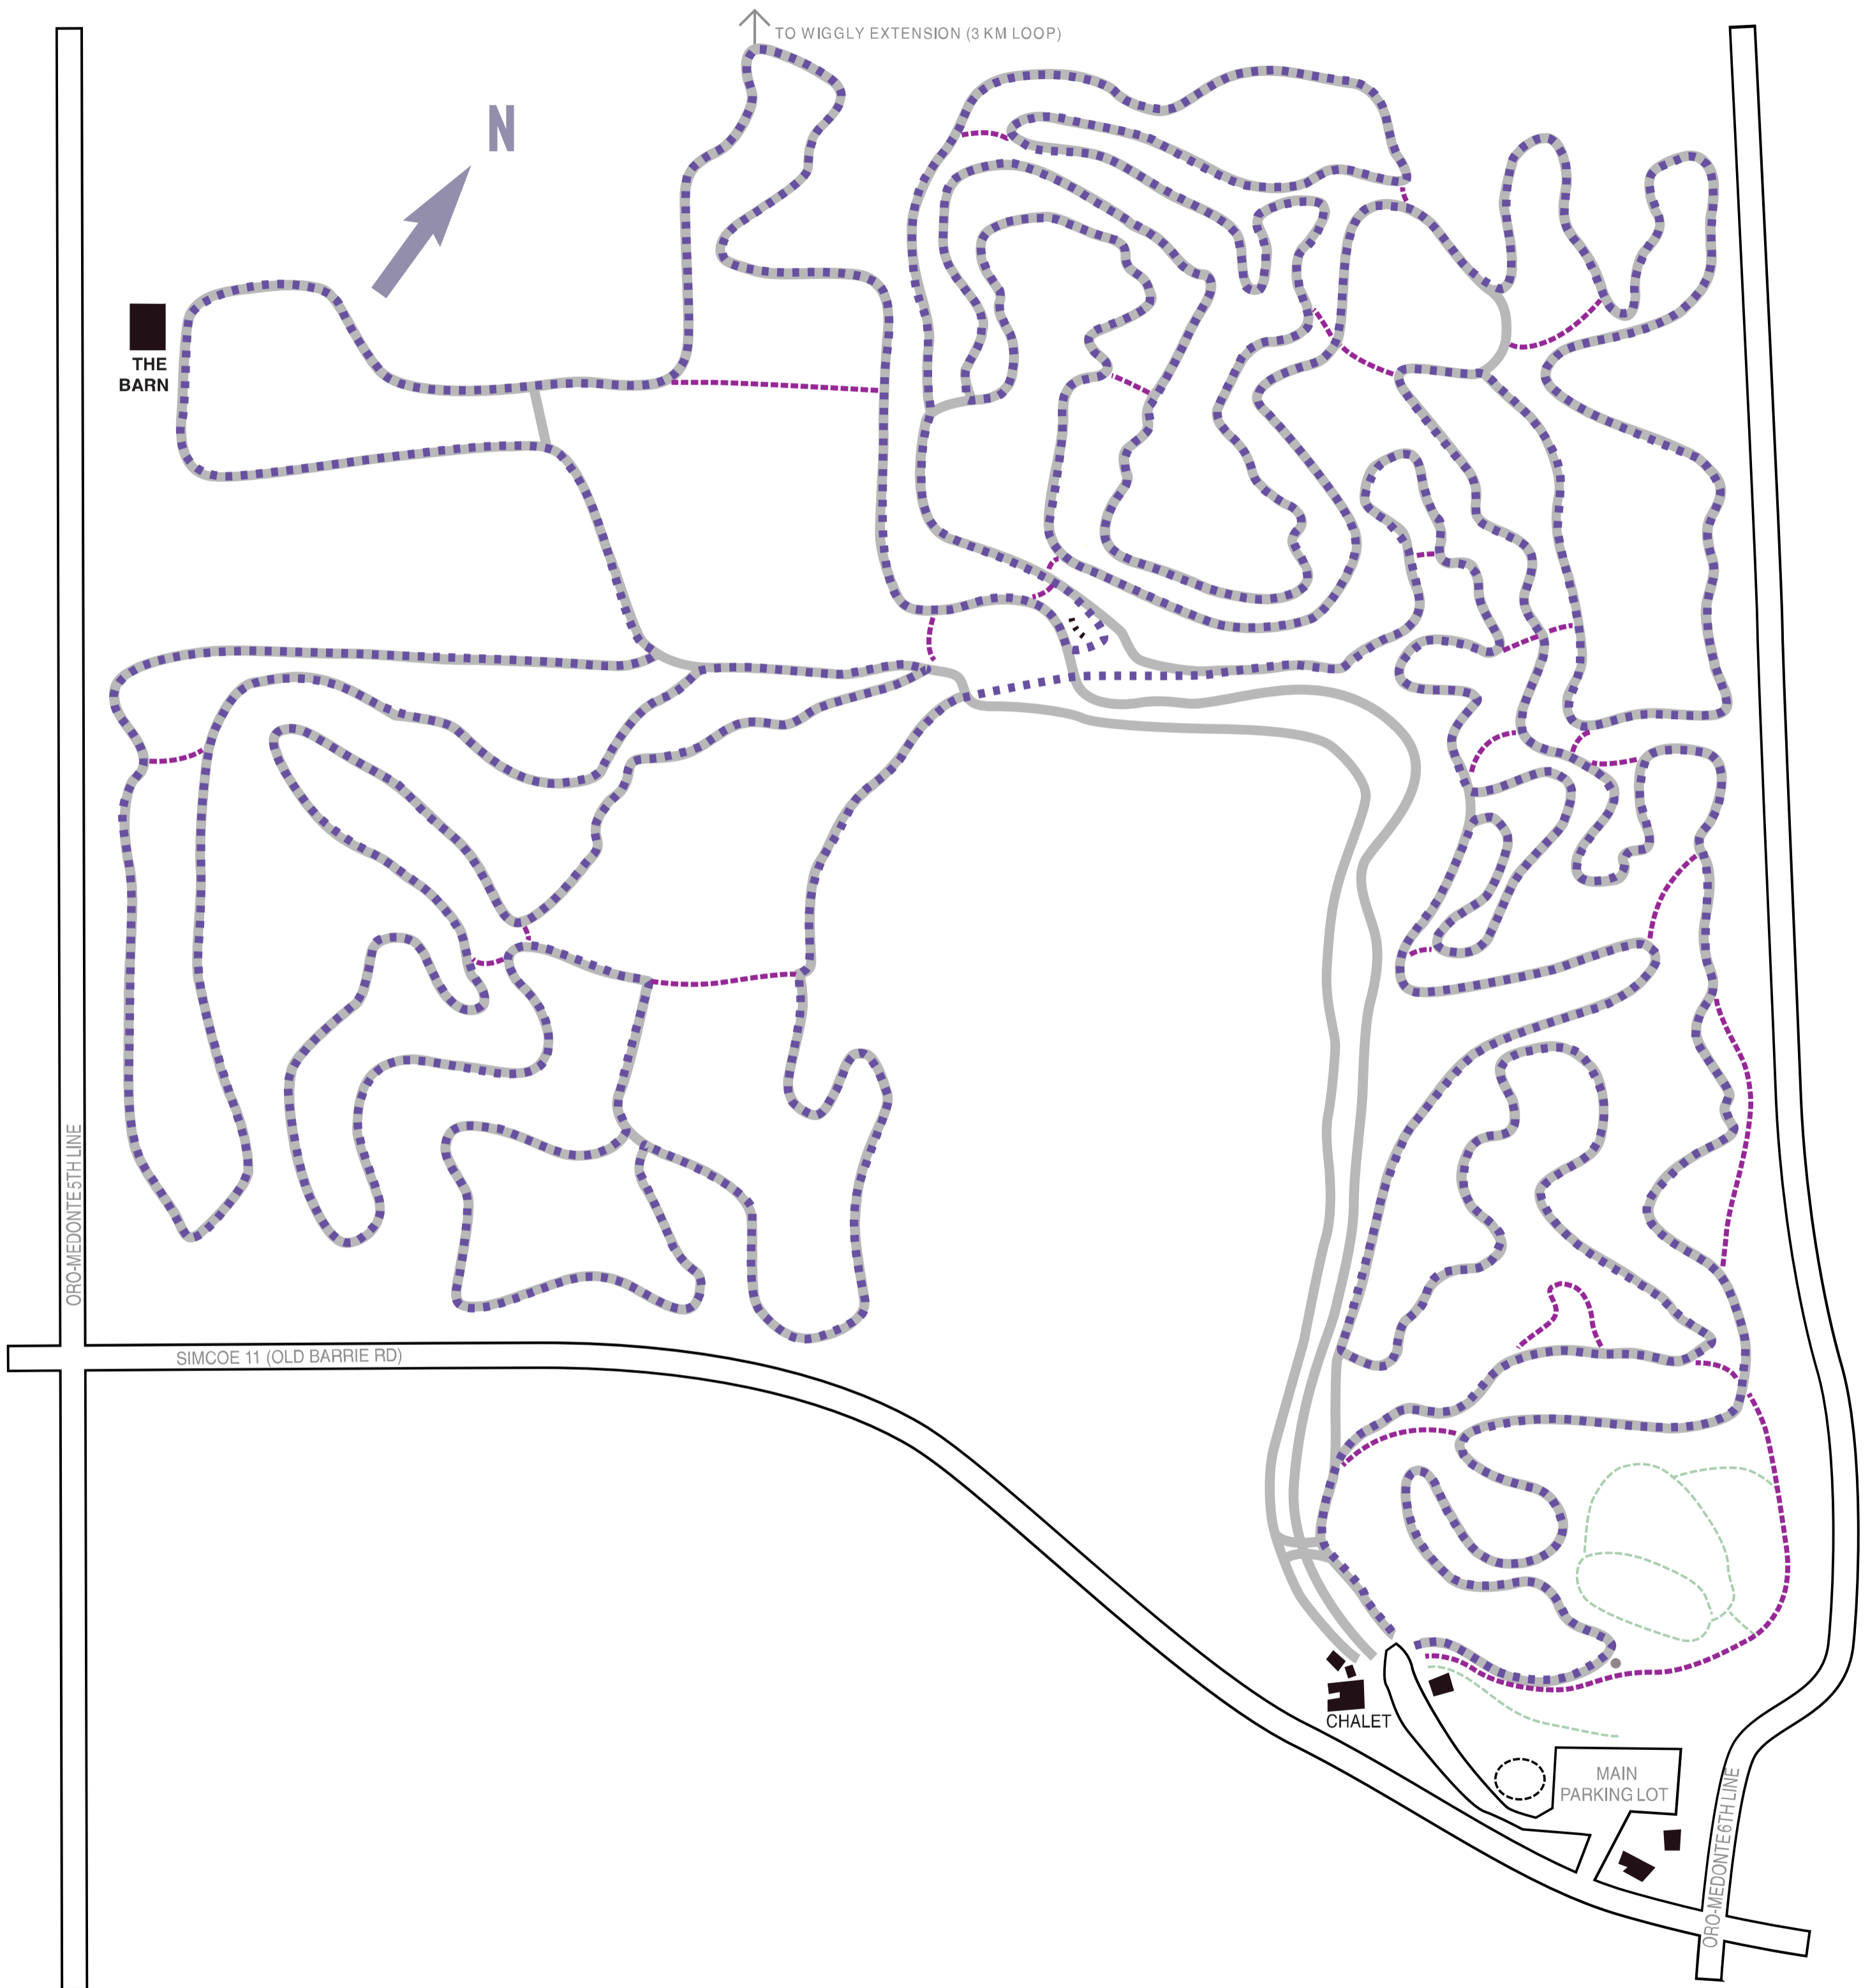 TO WIGGLY EXTENSION (3 KM LOOP)
N
THE
BARN
ORO-MEDONTE 5TH LINE
SIMCOE 11 (OLD BARRIE RD)
CHALET
MAIN
PARKING LOT
ORO-MEDONTE 6TH LINE